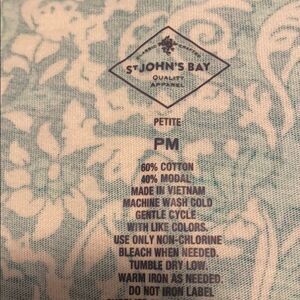 ST JOHN'S BAY
QUALITY
APPAREL
PETITE
PM
60% COTTON
40% MODAL
MADE IN VIETNAM
MACHINE WASH COLD
GENTLE CYCLE
WITH LIKE COLORS.
USE ONLY NON-CHLORINE
BLEACH WHEN NEEDED.
TUMBLE DRY LOW.
WARM IRON AS NEEDED.
DO NOT IRON LABEL